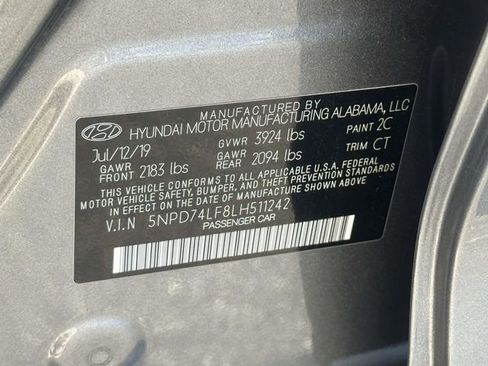 MANUFACTURED BY
HYUNDAI MOTOR MANUFACTURING ALABAMA, LLC
Jul/12/19 GVWR 3924 lbs PAINT 2C
GAWR FRONT 2183 lbs GAWR REAR 2094 lbs TRIM CT
THIS VEHICLE CONFORMS TO ALL APPLICABLE U.S. FEDERAL
MOTOR VEHICLE SAFETY, BUMPER, AND THEFT PREVENTION STANDARDS
IN EFFECT ON THE DATE OF MANUFACTURE SHOWN ABOVE.
V.I.N 5NPD74LF8LH511242
PASSENGER CAR